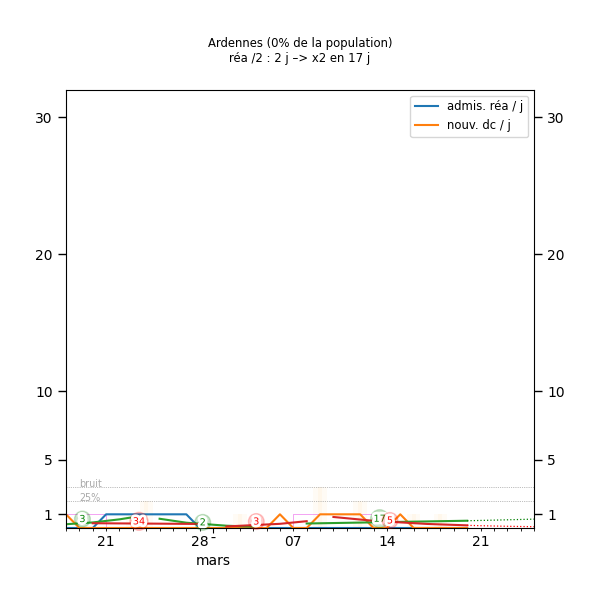 Ardennes (0% de la population)
réa /2 : 2 j –> x2 en 17 j
admis. réa / j
nouv. dc / j
30 30
20 20
10 10
5 5
bruit
25%
1 1
3 34 2 3 17 5
21 28 07 14 21
mars